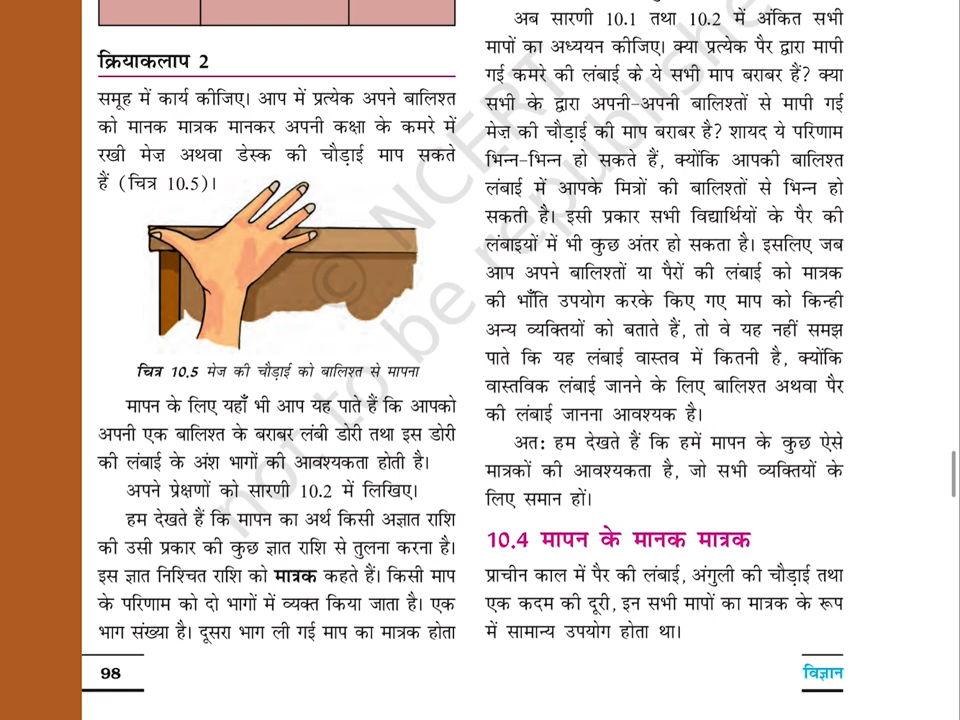 क्रियाकलाप 2
समूह में कार्य कीजिए। आप में प्रत्येक अपने बालिश्त
को मानक मात्रक मानकर अपनी कक्षा के कमरे में
रखी मेज़ अथवा डेस्क की चौड़ाई माप सकते
हैं (चित्र 10.5)।
चित्र 10.5 मेज की चौड़ाई को बालिश्त से मापना
मापन के लिए यहाँ भी आप यह पाते हैं कि आपको
अपनी एक बालिश्त के बराबर लंबी डोरी तथा इस डोरी
की लंबाई के अंश भागों की आवश्यकता होती है।
अपने प्रेक्षणों को सारणी 10.2 में लिखिए।
हम देखते हैं कि मापन का अर्थ किसी अज्ञात राशि
की उसी प्रकार की कुछ ज्ञात राशि से तुलना करना है।
इस ज्ञात निश्चित राशि को मात्रक कहते हैं। किसी माप
के परिणाम को दो भागों में व्यक्त किया जाता है। एक
भाग संख्या है। दूसरा भाग ली गई माप का मात्रक होता
अब सारणी 10.1 तथा 10.2 में अंकित सभी
मापों का अध्ययन कीजिए। क्या प्रत्येक पैर द्वारा मापी
गई कमरे की लंबाई के ये सभी माप बराबर हैं? क्या
सभी के द्वारा अपनी-अपनी बालिश्तों से मापी गई
मेज़ की चौड़ाई की माप बराबर है? शायद ये परिणाम
भिन्न-भिन्न हो सकते हैं, क्योंकि आपकी बालिश्त
लंबाई में आपके मित्रों की बालिश्तों से भिन्न हो
सकती है। इसी प्रकार सभी विद्यार्थियों के पैर की
लंबाइयों में भी कुछ अंतर हो सकता है। इसलिए जब
आप अपने बालिश्तों या पैरों की लंबाई को मात्रक
की भाँति उपयोग करके किए गए माप को किन्ही
अन्य व्यक्तियों को बताते हैं, तो वे यह नहीं समझ
पाते कि यह लंबाई वास्तव में कितनी है, क्योंकि
वास्तविक लंबाई जानने के लिए बालिश्त अथवा पैर
की लंबाई जानना आवश्यक है।
अत: हम देखते हैं कि हमें मापन के कुछ ऐसे
मात्रकों की आवश्यकता है, जो सभी व्यक्तियों के
लिए समान हों।
10.4 मापन के मानक मात्रक
प्राचीन काल में पैर की लंबाई, अंगुली की चौड़ाई तथा
एक कदम की दूरी, इन सभी मापों का मात्रक के रूप
में सामान्य उपयोग होता था।
98
विज्ञान
© NCERT
not to be republishe